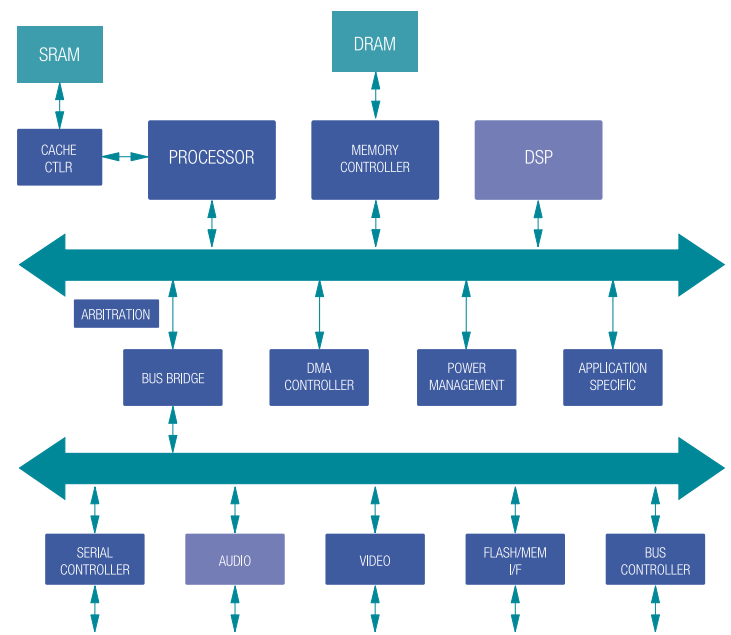 SRAM
DRAM
CACHE
CTLR
PROCESSOR
MEMORY
CONTROLLER
DSP
ARBITRATION
BUS BRIDGE
DMA
CONTROLLER
POWER
MANAGEMENT
APPLICATION
SPECIFIC
SERIAL
CONTROLLER
AUDIO
VIDEO
FLASH/MEM
I/F
BUS
CONTROLLER